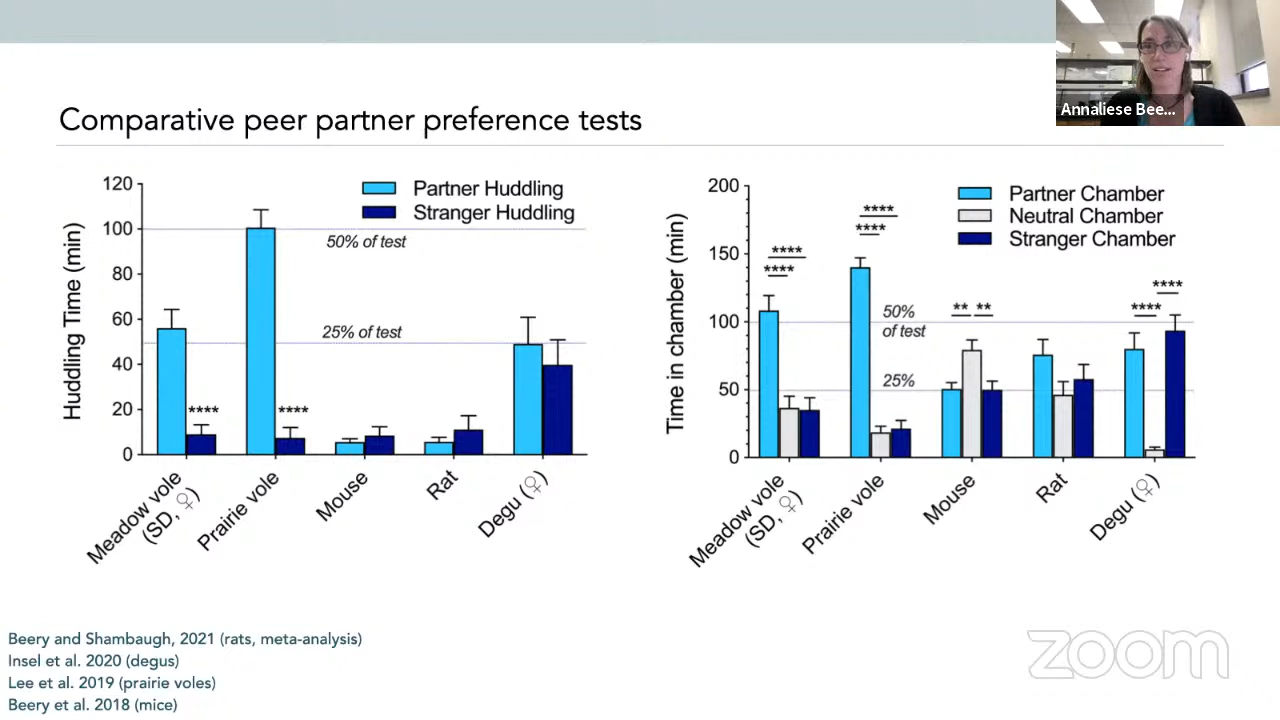 Annaliese Bee...
Comparative peer partner preference tests
120
100
80
60
40
20
0
Huddling Time (min)
Partner Huddling
Stranger Huddling
50% of test
25% of test
****
****
Meadow vole
(SD, ♀)
Prairie vole
Mouse
Rat
Degu (♀)
200
150
100
50
0
Time in chamber (min)
Partner Chamber
Neutral Chamber
Stranger Chamber
50%
of test
25%
****
****
****
****
** **
****
****
Meadow vole
(SD, ♀)
Prairie vole
Mouse
Rat
Degu (♀)
Beery and Shambaugh, 2021 (rats, meta-analysis)
Insel et al. 2020 (degus)
Lee et al. 2019 (prairie voles)
Beery et al. 2018 (mice)
zoom